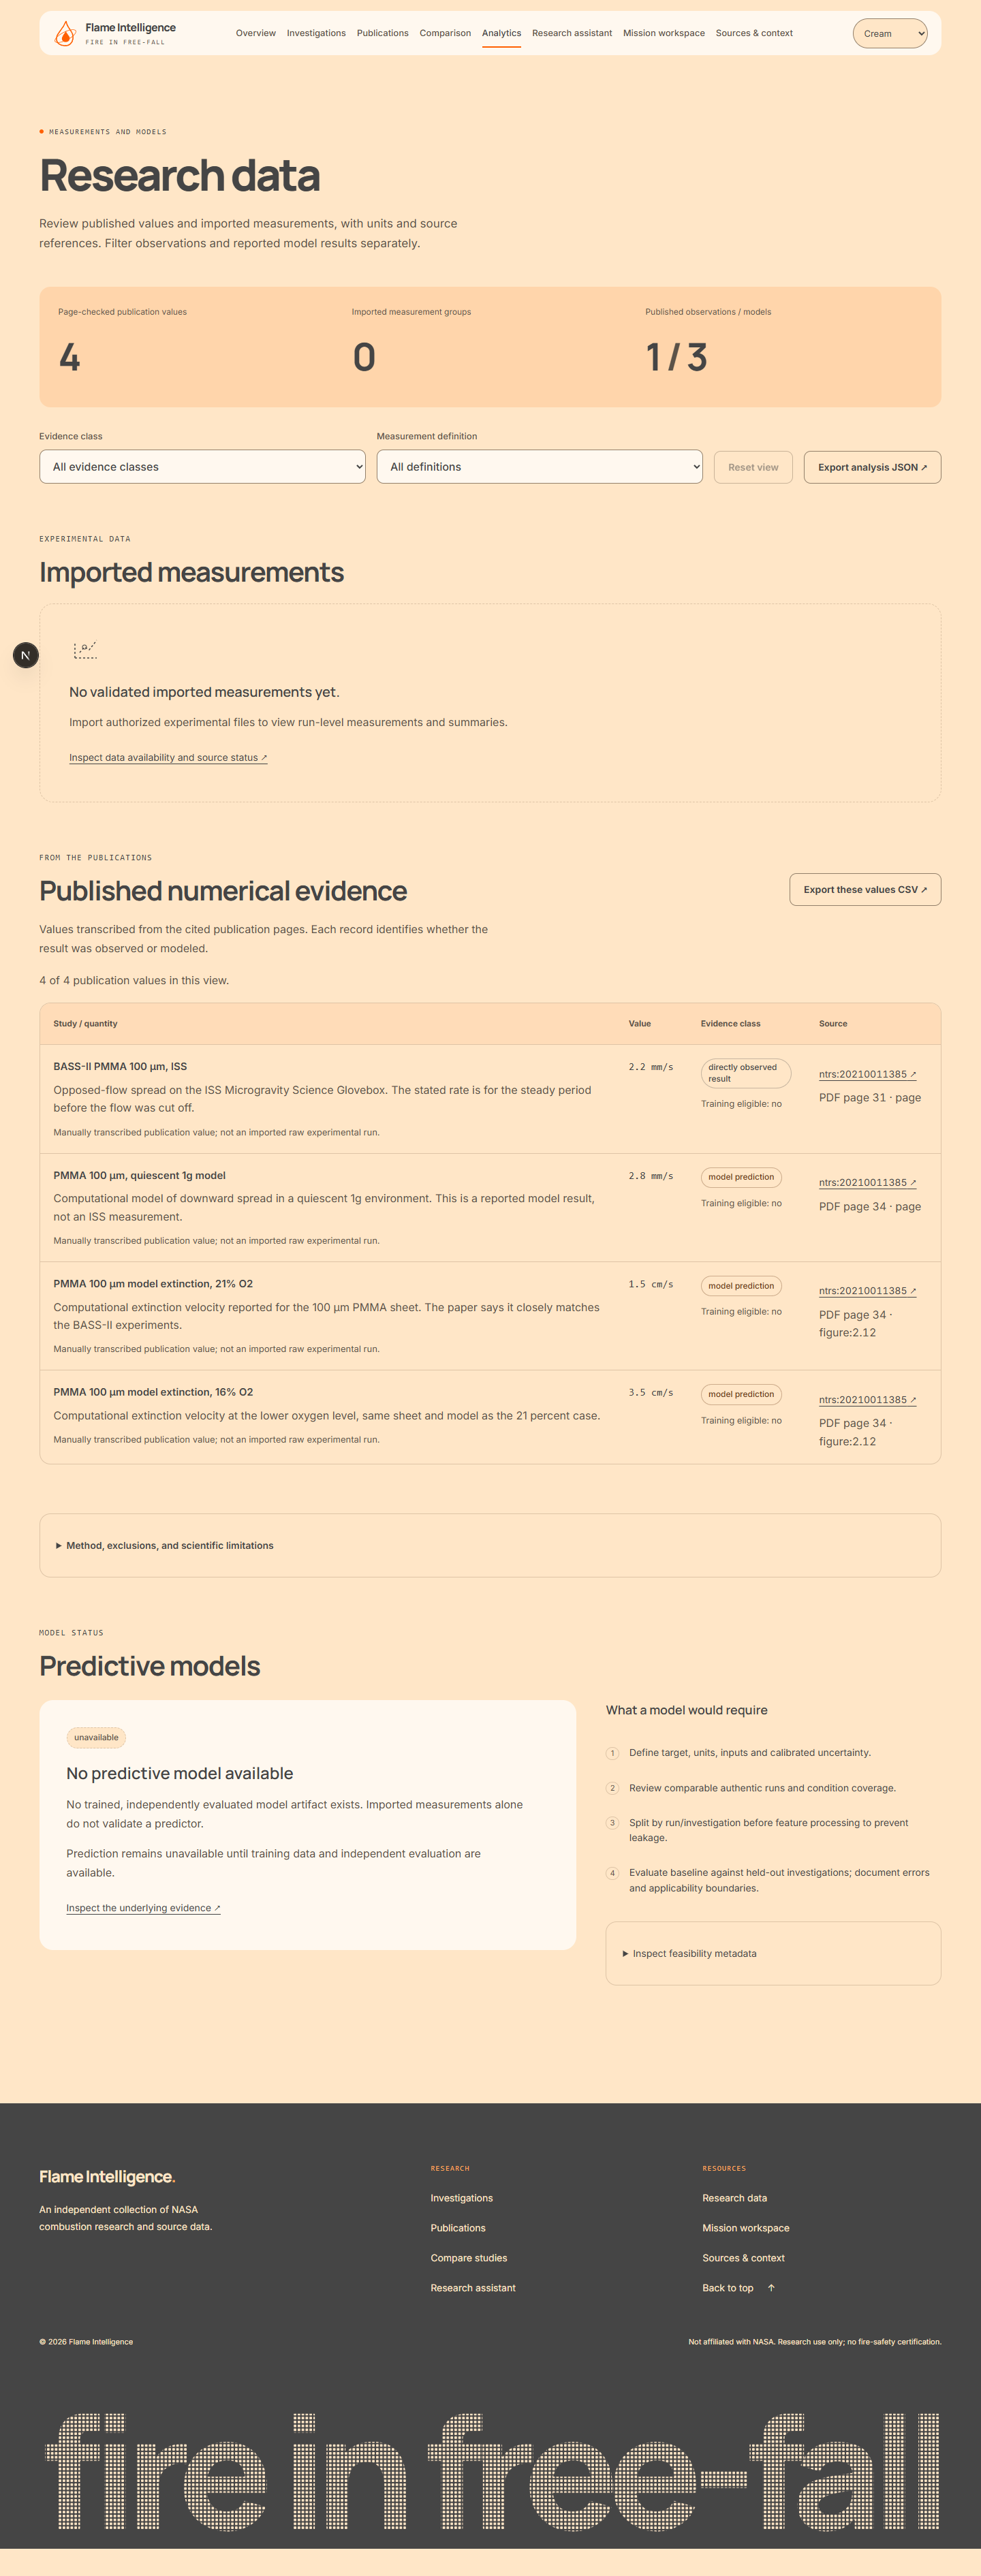 Flame Intelligence
FIRE IN FREE-FALL
Overview
Investigations
Publications
Comparison
Analytics
Research assistant
Mission workspace
Sources & context
Cream
MEASUREMENTS AND MODELS
Research data
Review published values and imported measurements, with units and source
references. Filter observations and reported model results separately.
Page-checked publication values
4
Imported measurement groups
0
Published observations / models
1 / 3
Evidence class
All evidence classes
Measurement definition
All definitions
Reset view
Export analysis JSON ↗
EXPERIMENTAL DATA
Imported measurements
N
No validated imported measurements yet.
Import authorized experimental files to view run-level measurements and summaries.
Inspect data availability and source status ↗
FROM THE PUBLICATIONS
Published numerical evidence
Export these values CSV ↗
Values transcribed from the cited publication pages. Each record identifies whether the
result was observed or modeled.
4 of 4 publication values in this view.
Study / quantity
Value
Evidence class
Source
BASS-II PMMA 100 µm, ISS
Opposed-flow spread on the ISS Microgravity Science Glovebox. The stated rate is for the steady period
before the flow was cut off.
Manually transcribed publication value; not an imported raw experimental run.
2.2 mm/s
directly observed
result
Training eligible: no
ntrs:20210011385 ↗
PDF page 31 · page
PMMA 100 µm, quiescent 1g model
Computational model of downward spread in a quiescent 1g environment. This is a reported model result,
not an ISS measurement.
Manually transcribed publication value; not an imported raw experimental run.
2.8 mm/s
model prediction
Training eligible: no
ntrs:20210011385 ↗
PDF page 34 · page
PMMA 100 µm model extinction, 21% O2
Computational extinction velocity reported for the 100 µm PMMA sheet. The paper says it closely matches
the BASS-II experiments.
Manually transcribed publication value; not an imported raw experimental run.
1.5 cm/s
model prediction
Training eligible: no
ntrs:20210011385 ↗
PDF page 34 ·
figure:2.12
PMMA 100 µm model extinction, 16% O2
Computational extinction velocity at the lower oxygen level, same sheet and model as the 21 percent case.
Manually transcribed publication value; not an imported raw experimental run.
3.5 cm/s
model prediction
Training eligible: no
ntrs:20210011385 ↗
PDF page 34 ·
figure:2.12
▶ Method, exclusions, and scientific limitations
MODEL STATUS
Predictive models
unavailable
No predictive model available
No trained, independently evaluated model artifact exists. Imported measurements alone
do not validate a predictor.
Prediction remains unavailable until training data and independent evaluation are
available.
Inspect the underlying evidence ↗
What a model would require
1 Define target, units, inputs and calibrated uncertainty.
2 Review comparable authentic runs and condition coverage.
3 Split by run/investigation before feature processing to prevent
leakage.
4 Evaluate baseline against held-out investigations; document errors
and applicability boundaries.
▶ Inspect feasibility metadata
Flame Intelligence.
An independent collection of NASA
combustion research and source data.
RESEARCH
Investigations
Publications
Compare studies
Research assistant
RESOURCES
Research data
Mission workspace
Sources & context
Back to top ↑
© 2026 Flame Intelligence
Not affiliated with NASA. Research use only; no fire-safety certification.
fire in free-fall